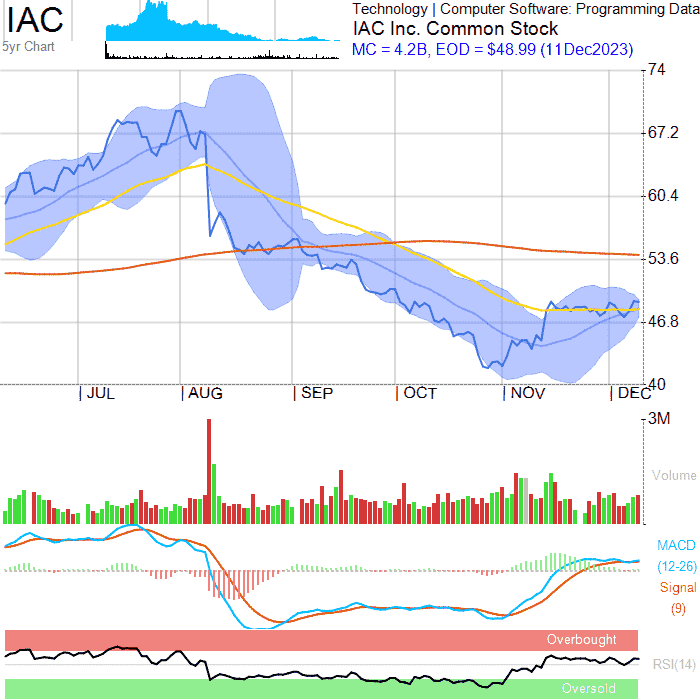 IAC
5yr Chart
Technology | Computer Software: Programming Data
IAC Inc. Common Stock
MC = 4.2B, EOD = $48.99 (11Dec2023)
74
67.2
60.4
53.6
46.8
40
| JUL | AUG | SEP | OCT | NOV | DEC
3M
Volume
MACD
(12-26)
Signal
(9)
Overbought
RSI(14)
Oversold